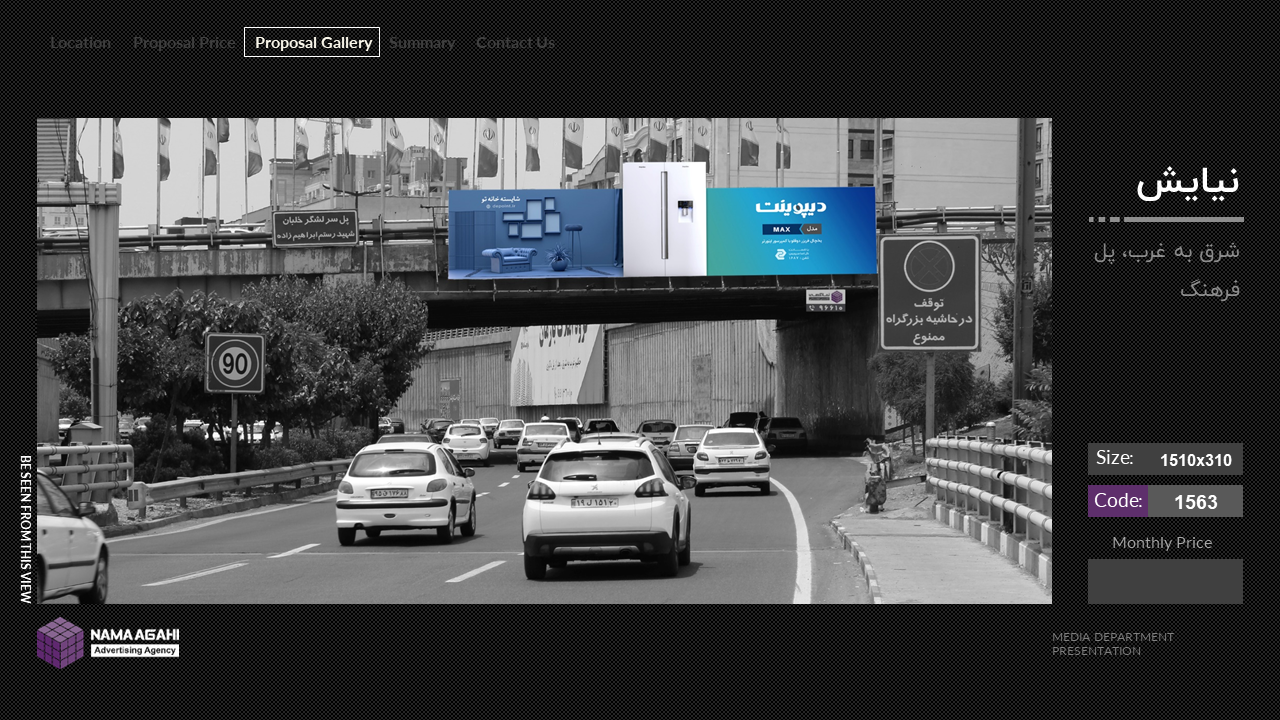 Location
Proposal Price
Proposal Gallery
Summary
Contact Us
نیایش
شرق به غرب، پل
فرهنگ
شایسته خانه تو
دیپوینت
مدل MAX
پل سر لشگر خلبان
شهید رستم ابراهیم زاده
توقف
در حاشیه بزرگراه
ممنوع
90
۹۶۶۱۰
BE SEEN FROM THIS VIEW
Size: 1510x310
Code: 1563
Monthly Price
NAMA AGAHI
Advertising Agency
MEDIA DEPARTMENT
PRESENTATION